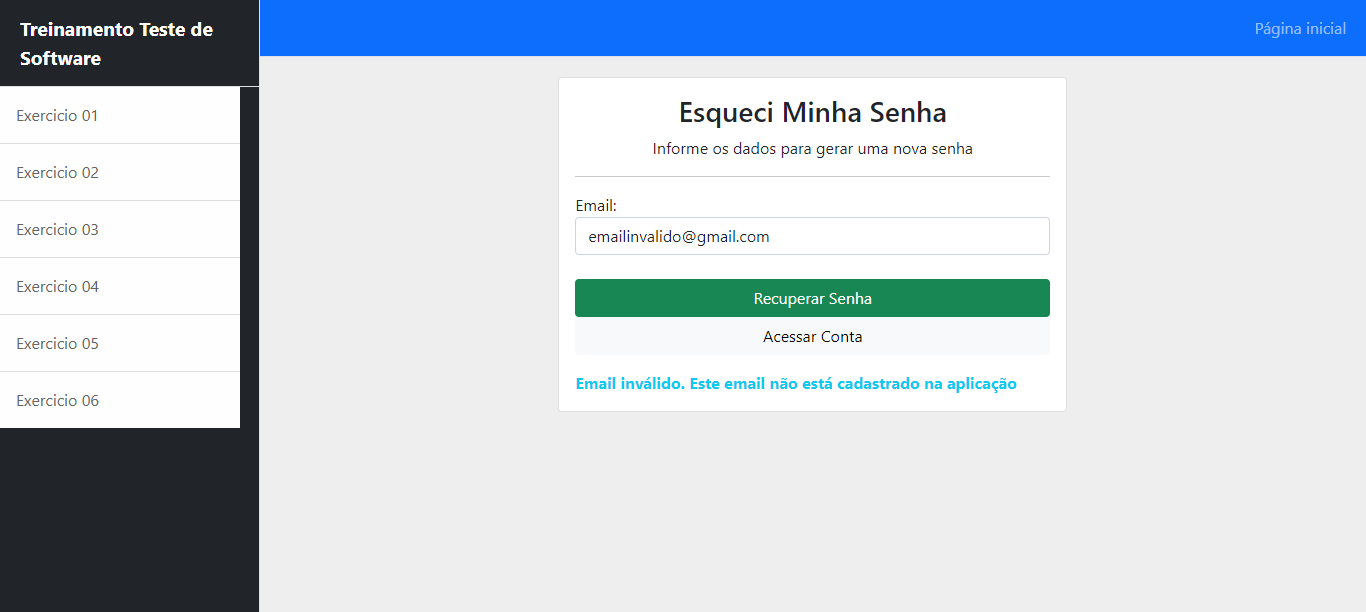 Treinamento Teste de
Software
Página inicial
Exercicio 01
Exercicio 02
Exercicio 03
Exercicio 04
Exercicio 05
Exercicio 06
Esqueci Minha Senha
Informe os dados para gerar uma nova senha
Email:
emailinvalido@gmail.com
Recuperar Senha
Acessar Conta
Email inválido. Este email não está cadastrado na aplicação